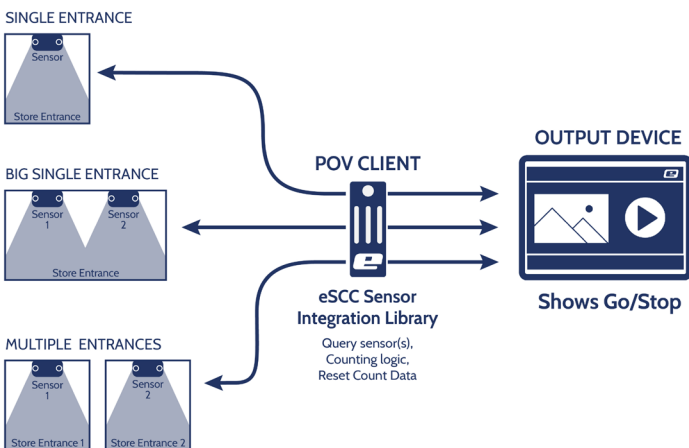 SINGLE ENTRANCE
Sensor
Store Entrance
BIG SINGLE ENTRANCE
Sensor
1
Sensor
2
Store Entrance
MULTIPLE ENTRANCES
Sensor
1
Store Entrance 1
Sensor
2
Store Entrance 2
POV CLIENT
e
eSCC Sensor
Integration Library
Query sensor(s),
Counting logic,
Reset Count Data
OUTPUT DEVICE
e
Shows Go/Stop